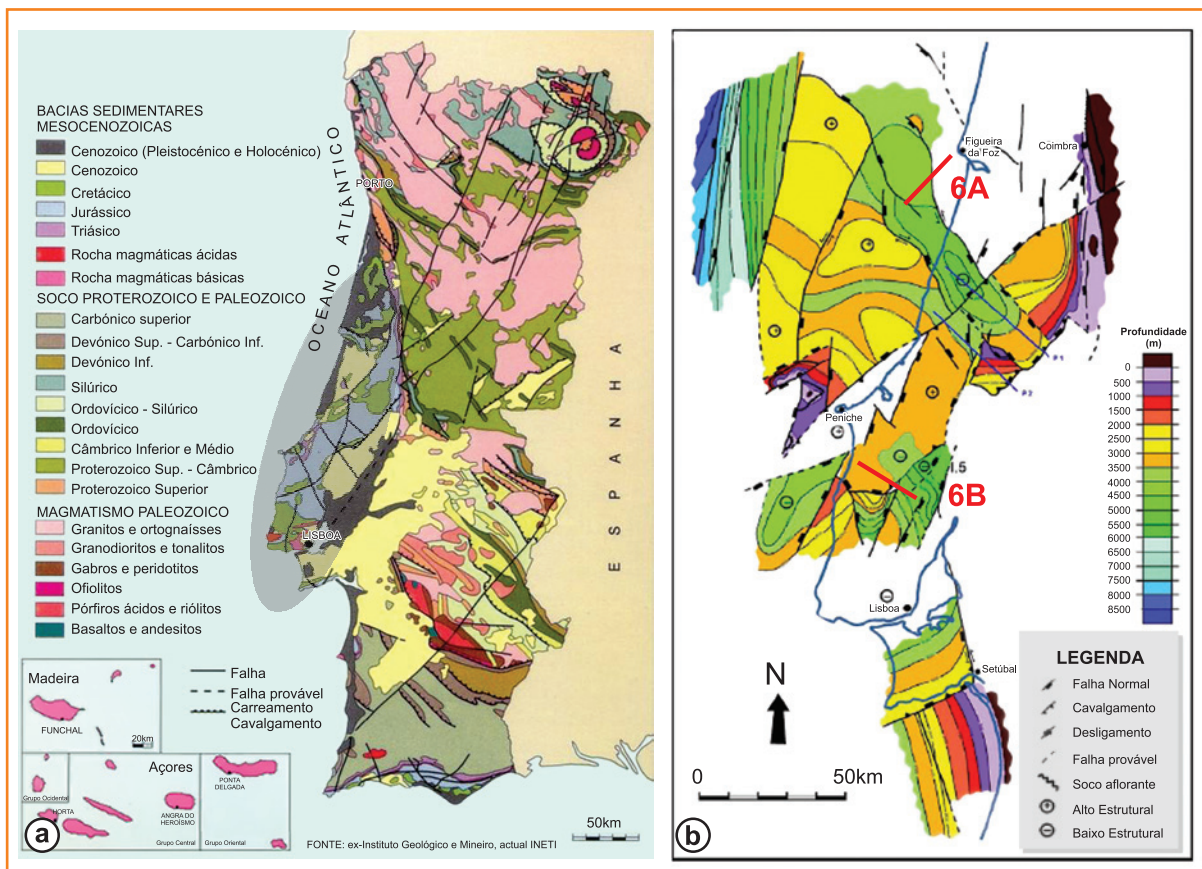 BACIAS SEDIMENTARES
MESOCENOZOICAS
Cenozoico (Pleistocénico e Holocénico)
Cenozoico
Cretácico
Jurássico
Triásico
Rocha magmáticas ácidas
Rocha magmáticas básicas
SOCO PROTEROZOICO E PALEOZOICO
Carbónico superior
Devónico Sup. - Carbónico Inf.
Devónico Inf.
Silúrico
Ordovícico - Silúrico
Ordovícico
Câmbrico Inferior e Médio
Proterozoico Sup. - Câmbrico
Proterozoico Superior
MAGMATISMO PALEOZOICO
Granitos e ortognaísses
Granodioritos e tonalitos
Gabros e peridotitos
Ofiolitos
Pórfiros ácidos e riólitos
Basaltos e andesitos
OCEANO ATLÂNTICO
PORTO
LISBOA
ESPANHA
Falha
Falha provável
Carreamento
Cavalgamento
Madeira
FUNCHAL
20km
Açores
Grupo Ocidental
HORTA
Grupo Central
ANGRA DO
HEROÍSMO
PONTA
DELGADA
Grupo Oriental
50km
FONTE: ex-Instituto Geológico e Mineiro, actual INETI
a
Figueira
da Foz
Coimbra
6A
Profundidade
(m)
0
500
1000
1500
2000
2500
3000
3500
4000
4500
5000
5500
6000
6500
7000
7500
8000
8500
P1
P2
Peniche
I.5
6B
Lisboa
Setúbal
N
0
50km
LEGENDA
Falha Normal
Cavalgamento
Desligamento
Falha provável
Soco aflorante
Alto Estrutural
Baixo Estrutural
b